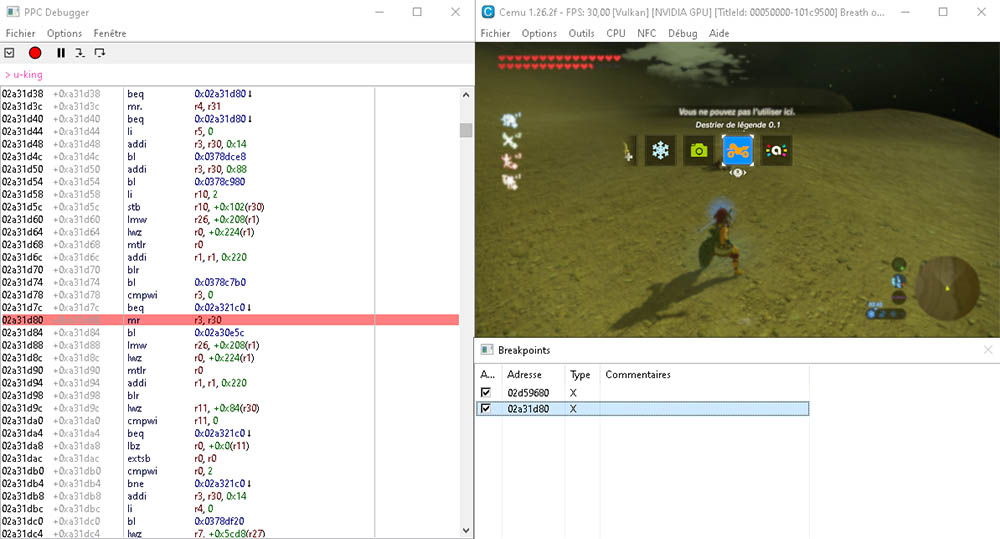 PPC Debugger
Fichier Options Fenêtre
> u-king
02a31d38 +0xa31d38 beq 0x02a31d80↓
02a31d3c +0xa31d3c mr. r4, r31
02a31d40 +0xa31d40 beq 0x02a31d80↓
02a31d44 +0xa31d44 li r5, 0
02a31d48 +0xa31d48 addi r3, r30, 0x14
02a31d4c +0xa31d4c bl 0x0378dce8
02a31d50 +0xa31d50 addi r3, r30, 0x88
02a31d54 +0xa31d54 bl 0x0378c980
02a31d58 +0xa31d58 li r10, 2
02a31d5c +0xa31d5c stb r10, +0x102(r30)
02a31d60 +0xa31d60 lmw r26, +0x208(r1)
02a31d64 +0xa31d64 lwz r0, +0x224(r1)
02a31d68 +0xa31d68 mtlr r0
02a31d6c +0xa31d6c addi r1, r1, 0x220
02a31d70 +0xa31d70 blr
02a31d74 +0xa31d74 bl 0x0378c7b0
02a31d78 +0xa31d78 cmpwi r3, 0
02a31d7c +0xa31d7c beq 0x02a321c0↓
02a31d80 mr r3, r30
02a31d84 +0xa31d84 bl 0x02a30e5c
02a31d88 +0xa31d88 lmw r26, +0x208(r1)
02a31d8c +0xa31d8c lwz r0, +0x224(r1)
02a31d90 +0xa31d90 mtlr r0
02a31d94 +0xa31d94 addi r1, r1, 0x220
02a31d98 +0xa31d98 blr
02a31d9c +0xa31d9c lwz r11, +0x84(r30)
02a31da0 +0xa31da0 cmpwi r11, 0
02a31da4 +0xa31da4 beq 0x02a321c0↓
02a31da8 +0xa31da8 lbz r0, +0x0(r11)
02a31dac +0xa31dac extsb r0, r0
02a31db0 +0xa31db0 cmpwi r0, 2
02a31db4 +0xa31db4 bne 0x02a321c0↓
02a31db8 +0xa31db8 addi r3, r30, 0x14
02a31dbc +0xa31dbc li r4, 0
02a31dc0 +0xa31dc0 bl 0x0378df20
02a31dc4 +0xa31dc4 lwz r7, +0x5cd8(r27)
Cemu 1.26.2f - FPS: 30,00 [Vulkan] [NVIDIA GPU] [TitleId: 00050000-101c9500] Breath o...
Fichier Options Outils CPU NFC Débug Aide
Vous ne pouvez pas l'utiliser ici.
Destrier de légende 0.1
Breakpoints
A... Adresse Type Commentaires
02d59680 X
02a31d80 X